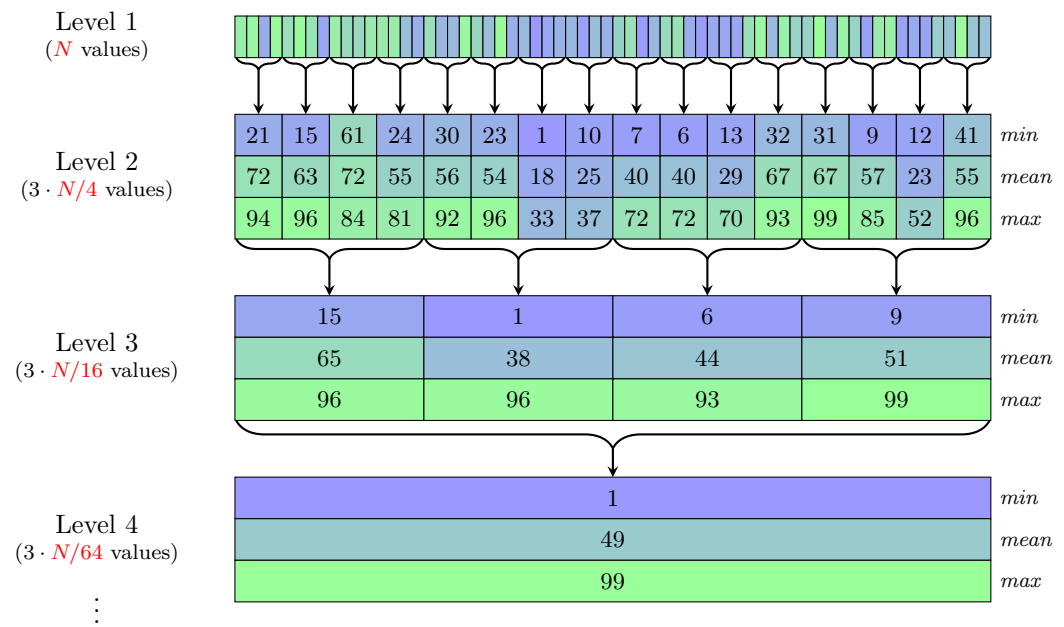 Level 1
(N values)
21 15 61 24 30 23 1 10 7 6 13 32 31 9 12 41 min
Level 2
72 63 72 55 56 54 18 25 40 40 29 67 67 57 23 55 mean
(3 · N/4 values)
94 96 84 81 92 96 33 37 72 72 70 93 99 85 52 96 max
15 1 6 9 min
Level 3
65 38 44 51 mean
(3 · N/16 values)
96 96 93 99 max
1 min
Level 4
49 mean
(3 · N/64 values)
99 max
⋮